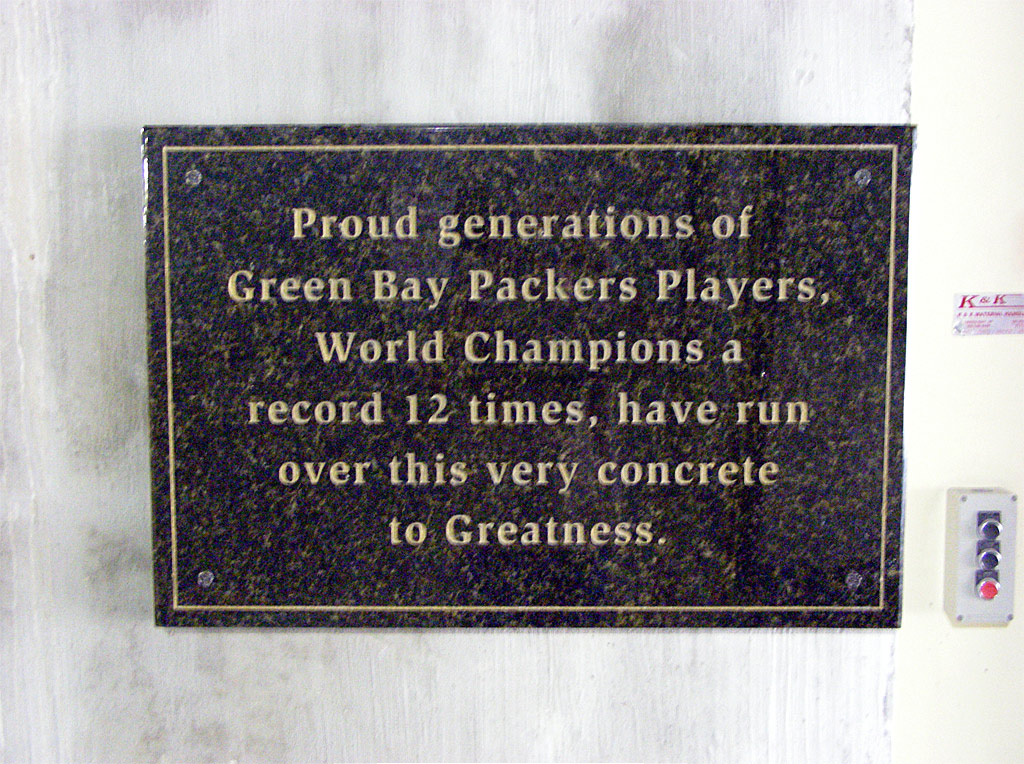 Proud generations of
Green Bay Packers Players,
World Champions a
record 12 times, have run
over this very concrete
to Greatness.
K & K